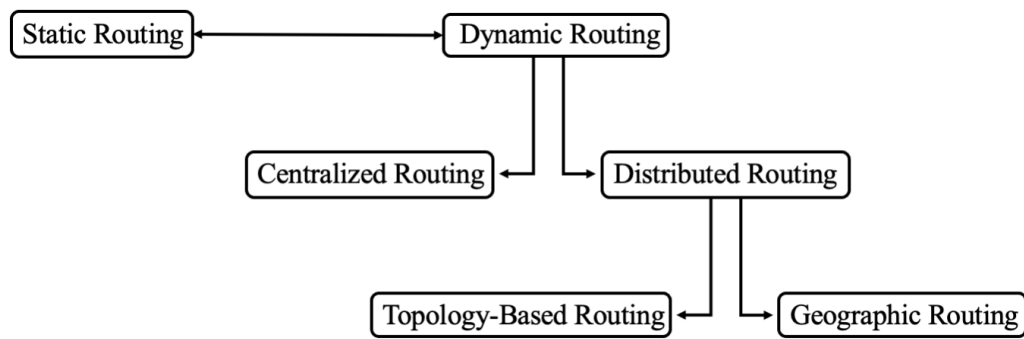 Static Routing
Dynamic Routing
Centralized Routing
Distributed Routing
Topology-Based Routing
Geographic Routing